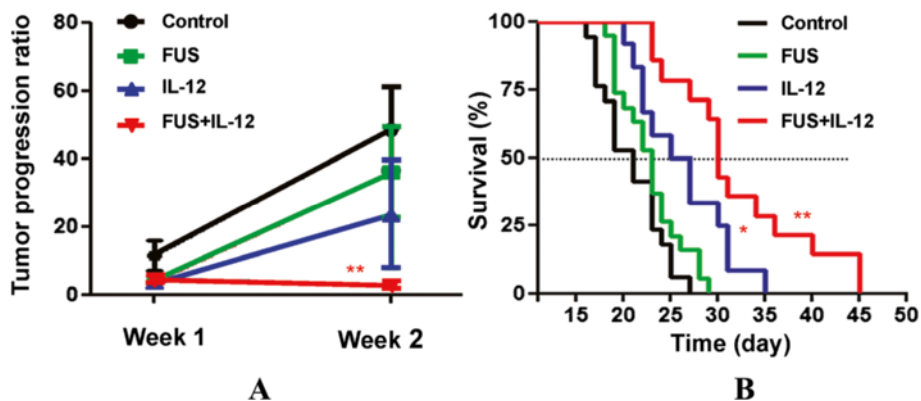 Tumor progression ratio
80
60
40
20
0
Control
FUS
IL-12
FUS+IL-12
**
Week 1
Week 2
A
Survival (%)
100
75
50
25
0
Control
FUS
IL-12
FUS+IL-12
**
*
15 20 25 30 35 40 45 50
Time (day)
B